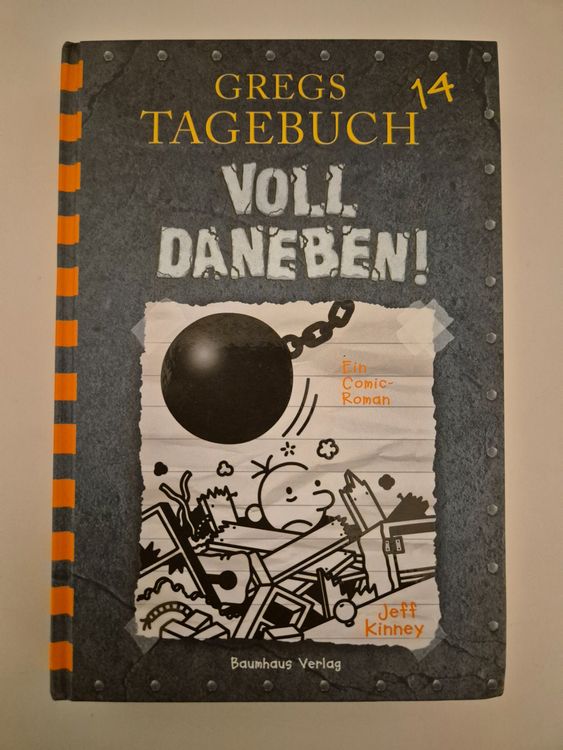 GREGS
TAGEBUCH 14
VOLL
DANEBEN!
Ein
Comic-
Roman
Jeff
Kinney
Baumhaus Verlag